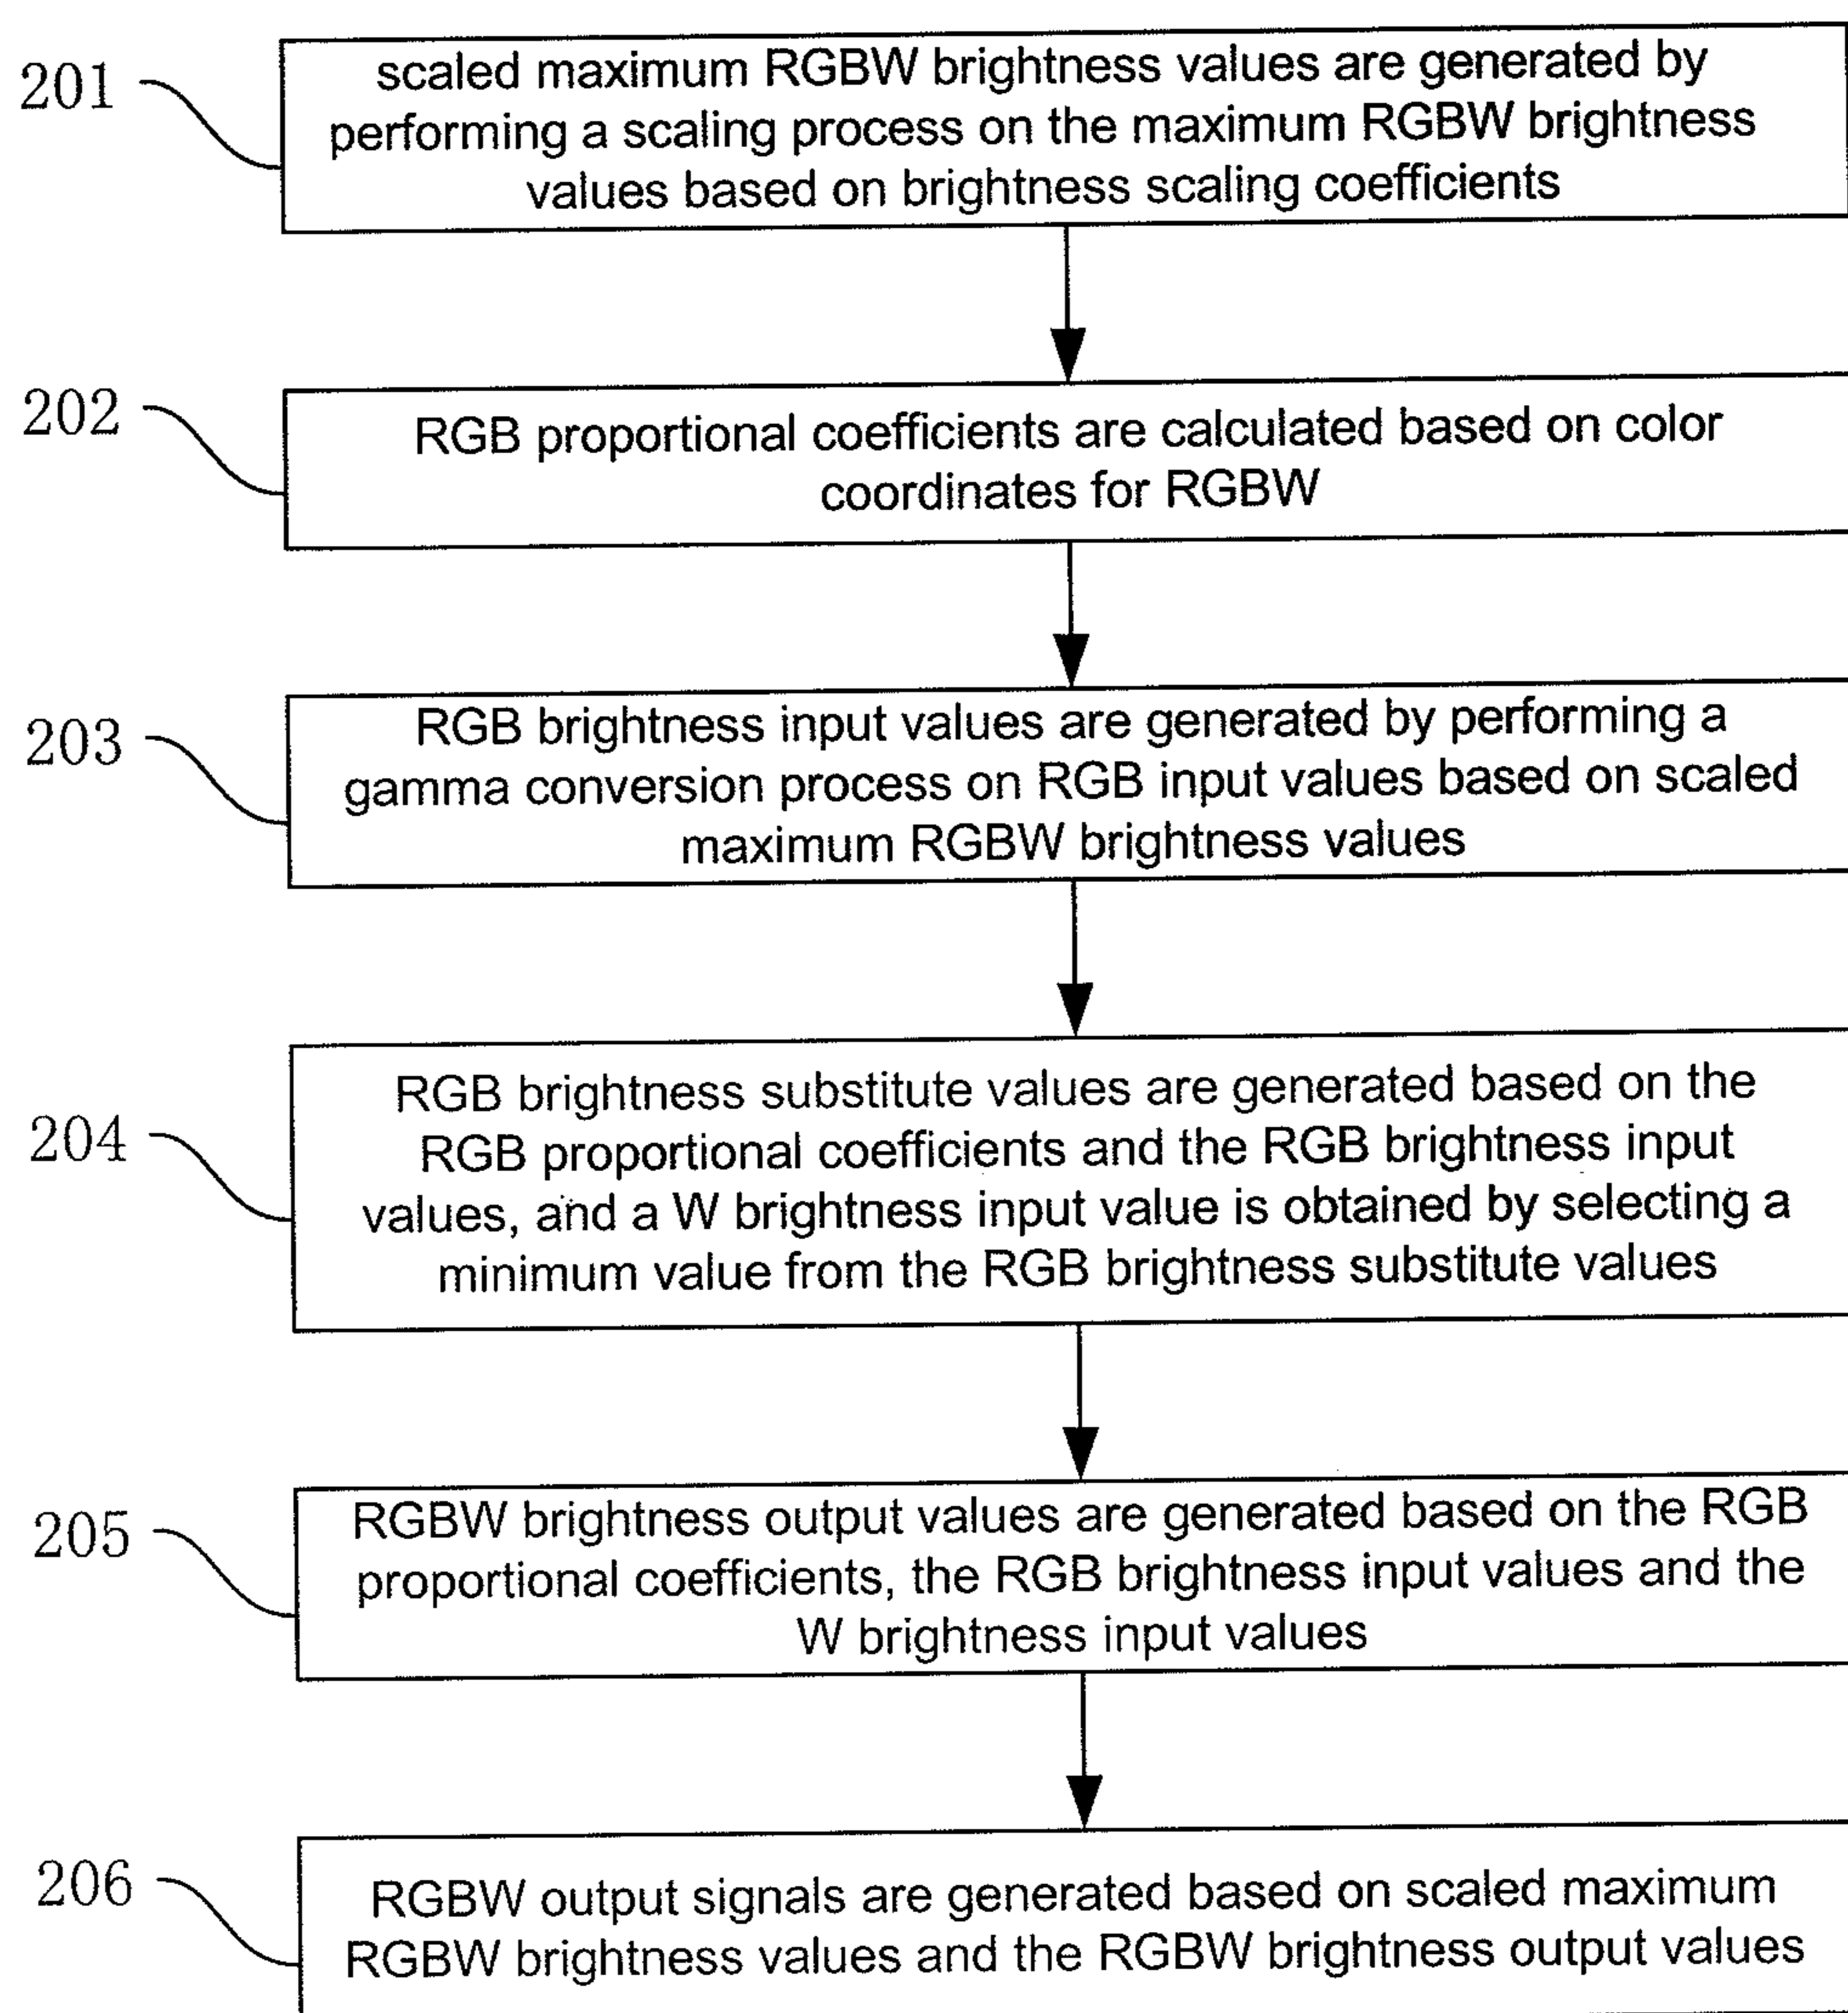 201
scaled maximum RGBW brightness values are generated by
performing a scaling process on the maximum RGBW brightness
values based on brightness scaling coefficients
202
RGB proportional coefficients are calculated based on color
coordinates for RGBW
203
RGB brightness input values are generated by performing a
gamma conversion process on RGB input values based on scaled
maximum RGBW brightness values
204
RGB brightness substitute values are generated based on the
RGB proportional coefficients and the RGB brightness input
values, and a W brightness input value is obtained by selecting a
minimum value from the RGB brightness substitute values
205
RGBW brightness output values are generated based on the RGB
proportional coefficients, the RGB brightness input values and the
W brightness input values
206
RGBW output signals are generated based on scaled maximum
RGBW brightness values and the RGBW brightness output values